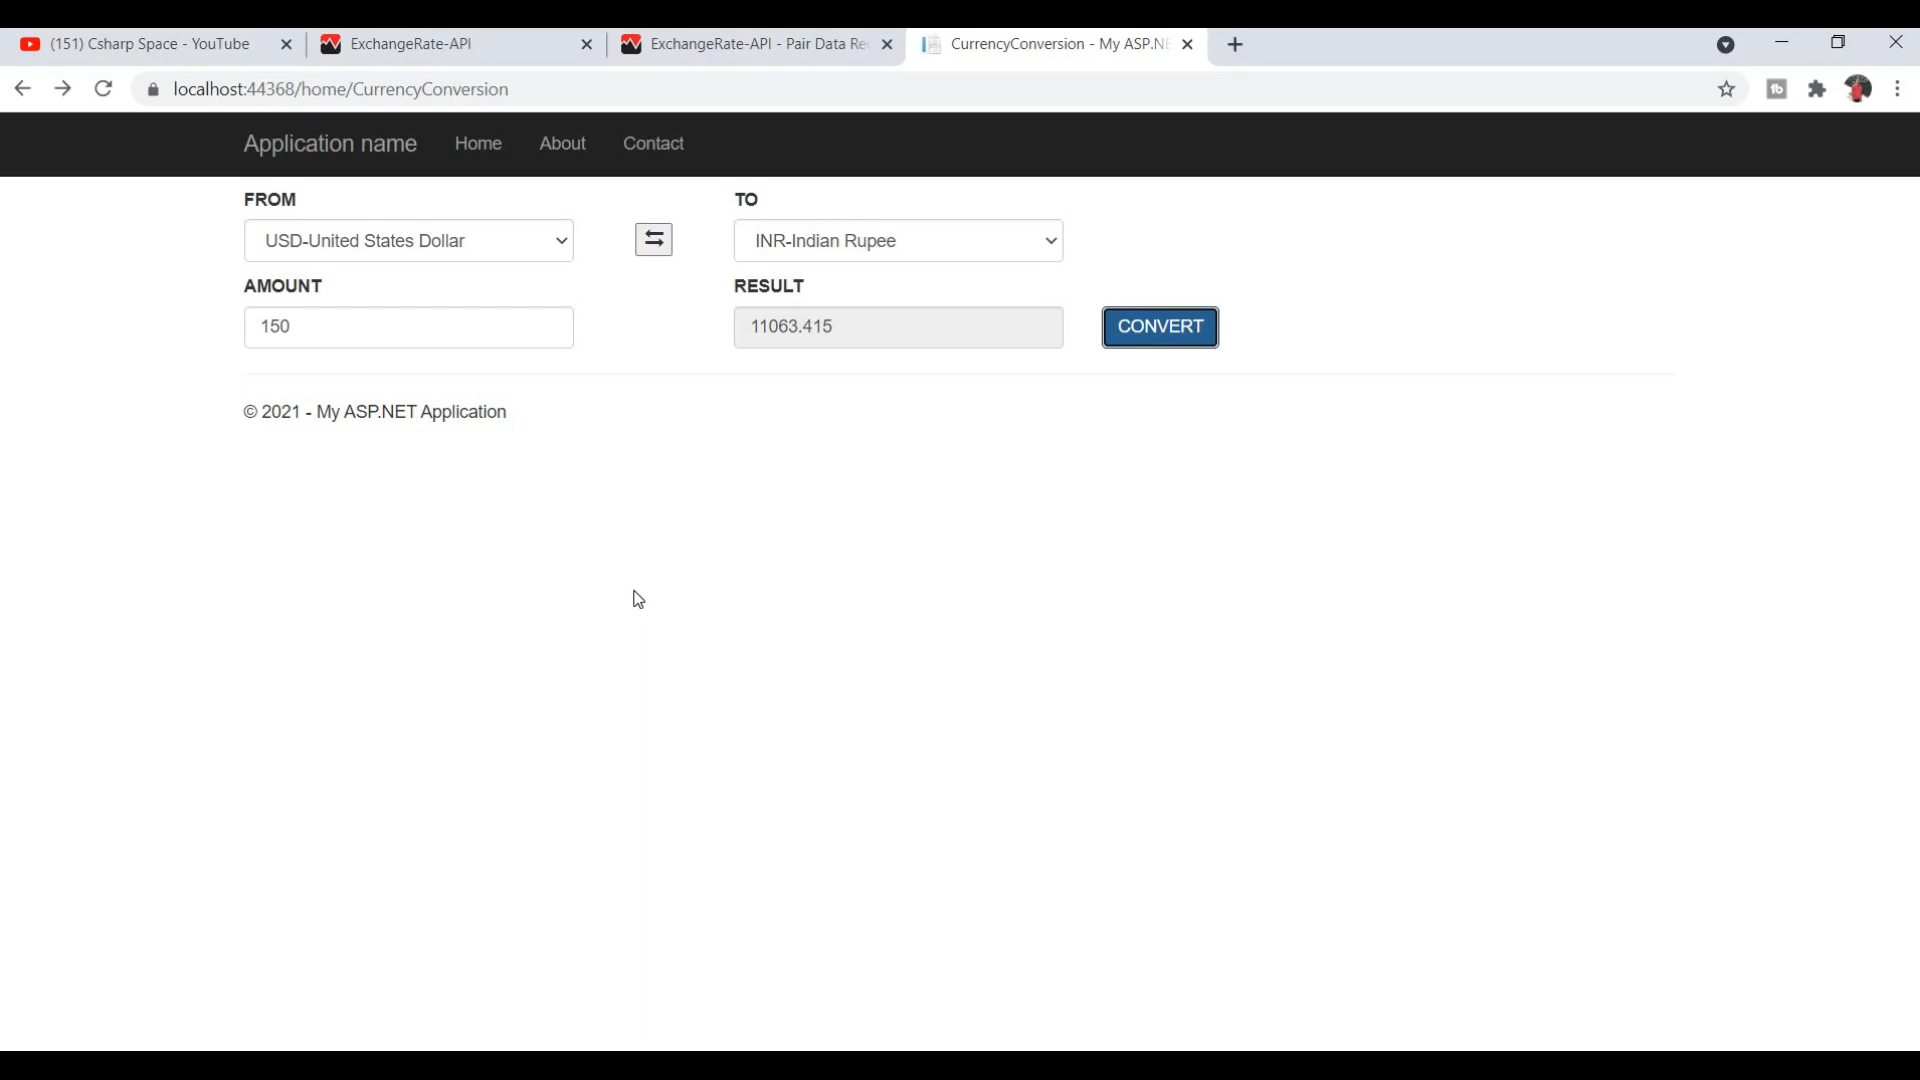 (151) Csharp Space - YouTube
ExchangeRate-API
ExchangeRate-API - Pair Data Re
CurrencyConversion - My ASP.NE
localhost:44368/home/CurrencyConversion
Application name Home About Contact
FROM TO
USD-United States Dollar INR-Indian Rupee
AMOUNT RESULT
150 11063.415 CONVERT
© 2021 - My ASP.NET Application